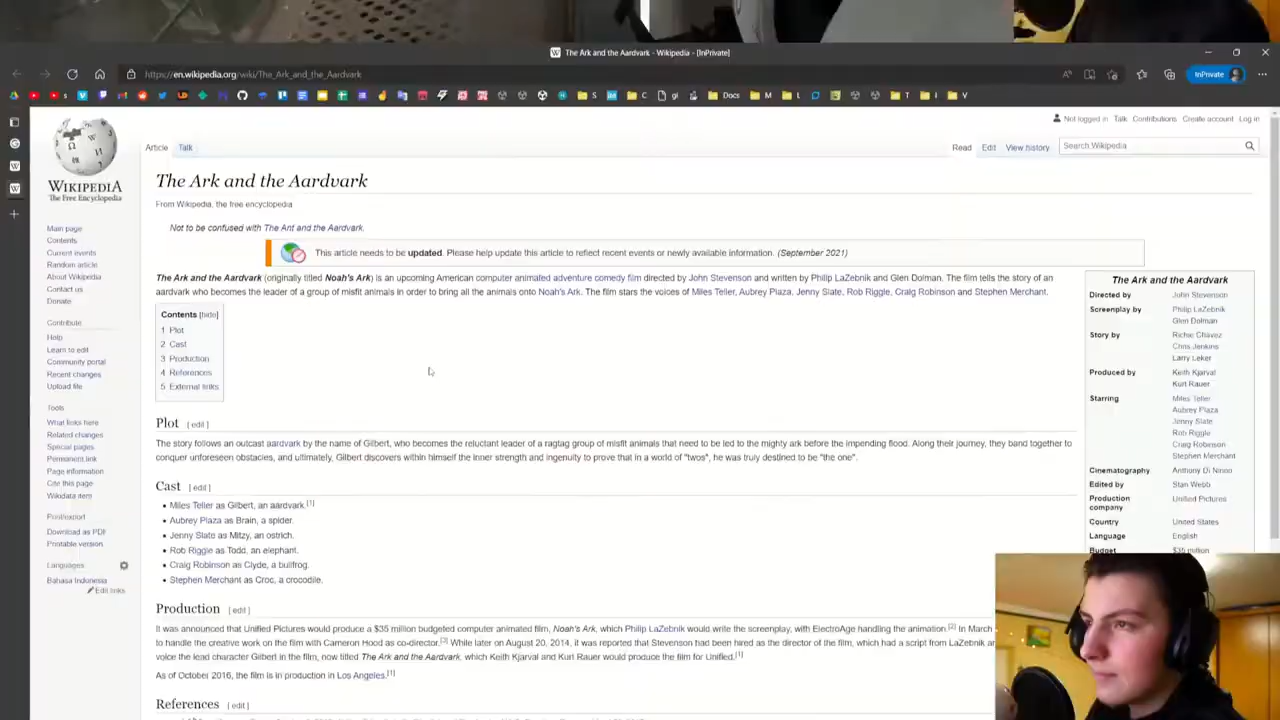 The Ark and the Aardvark - Wikipedia - [InPrivate]
https://en.wikipedia.org/wiki/The_Ark_and_the_Aardvark
InPrivate
s
S
C
gi
Docs
M
L
T
i
V
Not logged in Talk Contributions Create account Log in
Article Talk
Read Edit View history
Search Wikipedia
WIKIPEDIA
The Free Encyclopedia
Main page
Contents
Current events
Random article
About Wikipedia
Contact us
Donate
Contribute
Help
Learn to edit
Community portal
Recent changes
Upload file
Tools
What links here
Related changes
Special pages
Permanent link
Page information
Cite this page
Wikidata item
Print/export
Download as PDF
Printable version
Languages
Bahasa Indonesia
Edit links
The Ark and the Aardvark
From Wikipedia, the free encyclopedia
Not to be confused with The Ant and the Aardvark.
This article needs to be updated. Please help update this article to reflect recent events or newly available information. (September 2021)
The Ark and the Aardvark (originally titled Noah's Ark) is an upcoming American computer animated adventure comedy film directed by John Stevenson and written by Philip LaZebnik and Glen Dolman. The film tells the story of an
aardvark who becomes the leader of a group of misfit animals in order to bring all the animals onto Noah's Ark. The film stars the voices of Miles Teller, Aubrey Plaza, Jenny Slate, Rob Riggle, Craig Robinson and Stephen Merchant.
Contents [hide]
1 Plot
2 Cast
3 Production
4 References
5 External links
Plot [ edit ]
The story follows an outcast aardvark by the name of Gilbert, who becomes the reluctant leader of a ragtag group of misfit animals that need to be led to the mighty ark before the impending flood. Along their journey, they band together to
conquer unforeseen obstacles, and ultimately, Gilbert discovers within himself the inner strength and ingenuity to prove that in a world of "twos", he was truly destined to be "the one".
Cast [ edit ]
Miles Teller as Gilbert, an aardvark.[1]
Aubrey Plaza as Brain, a spider.
Jenny Slate as Mitzy, an ostrich.
Rob Riggle as Todd, an elephant.
Craig Robinson as Clyde, a bullfrog.
Stephen Merchant as Croc, a crocodile.
Production [ edit ]
It was announced that Unified Pictures would produce a $35 million budgeted computer animated film, Noah's Ark, which Philip LaZebnik would write the screenplay, with ElectroAge handling the animation.[2] In March
to handle the creative work on the film with Cameron Hood as co-director.[3] While later on August 20, 2014, it was reported that Stevenson had been hired as the director of the film, which had a script from LaZebnik an
voice the lead character Gilbert in the film, now titled The Ark and the Aardvark, which Keith Kjarval and Kurt Rauer would produce the film for Unified.[1]
As of October 2016, the film is in production in Los Angeles.[1]
References [ edit ]
The Ark and the Aardvark
Directed by John Stevenson
Screenplay by Philip LaZebnik
Glen Dolman
Story by Richie Chavez
Chris Jenkins
Larry Leker
Produced by Keith Kjarval
Kurt Rauer
Starring Miles Teller
Aubrey Plaza
Jenny Slate
Rob Riggle
Craig Robinson
Stephen Merchant
Cinematography Anthony Di Ninno
Edited by Stan Webb
Production Unified Pictures
company
Country United States
Language English
Budget $35 million